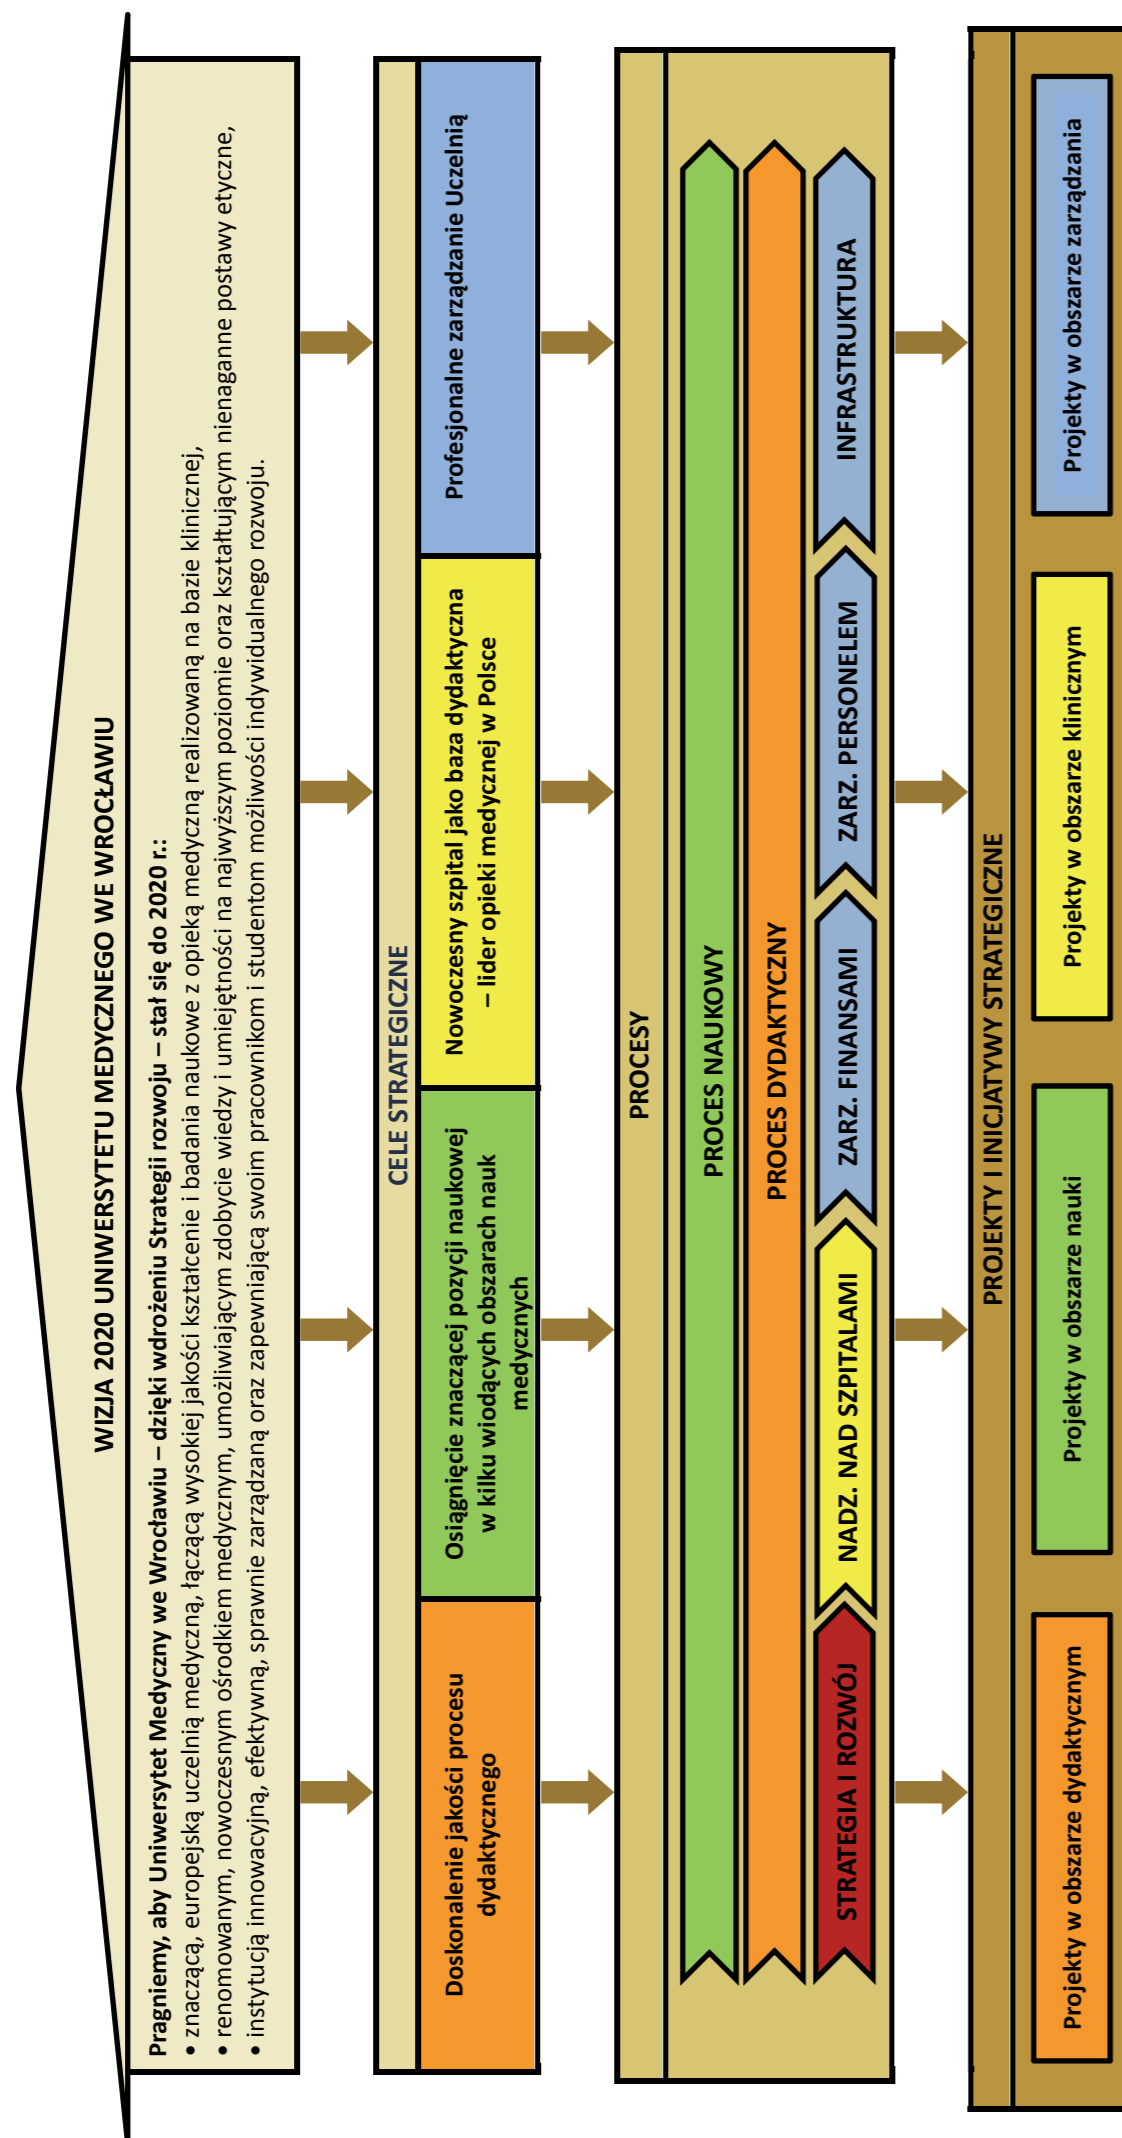 WIZJA 2020 UNIWERSYTETU MEDYCZNEGO WE WROCŁAWIU
Pragniemy, aby Uniwersytet Medyczny we Wrocławiu – dzięki wdrożeniu Strategii rozwoju – stał się do 2020 r.:
• znaczącą, europejską uczelnią medyczną, łączącą wysokiej jakości kształcenie i badania naukowe z opieką medyczną realizowaną na bazie klinicznej,
• renomowanym, nowoczesnym ośrodkiem medycznym, umożliwiającym zdobycie wiedzy i umiejętności na najwyższym poziomie oraz kształtującym nienaganne postawy etyczne,
• instytucją innowacyjną, efektywną, sprawnie zarządzaną oraz zapewniającą swoim pracownikom i studentom możliwości indywidualnego rozwoju.
CELE STRATEGICZNE
Doskonalenie jakości procesu
dydaktycznego
Osiągnięcie znaczącej pozycji naukowej
w kilku wiodących obszarach nauk
medycznych
Nowoczesny szpital jako baza dydaktyczna
– lider opieki medycznej w Polsce
Profesjonalne zarządzanie Uczelnią
PROCESY
PROCES NAUKOWY
PROCES DYDAKTYCZNY
STRATEGIA I ROZWÓJ
NADZ. NAD SZPITALAMI
ZARZ. FINANSAMI
ZARZ. PERSONELEM
INFRASTRUKTURA
PROJEKTY I INICJATYWY STRATEGICZNE
Projekty w obszarze dydaktycznym
Projekty w obszarze nauki
Projekty w obszarze klinicznym
Projekty w obszarze zarządzania